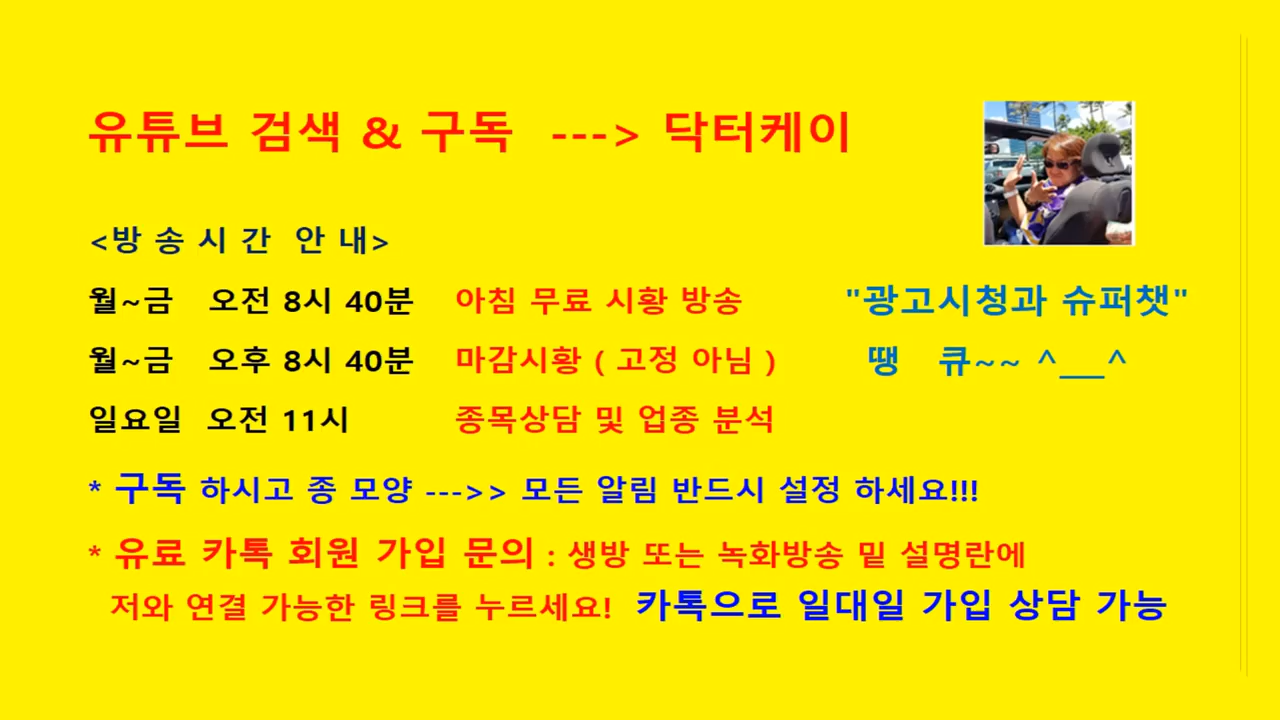 유튜브 검색 & 구독 ---> 닥터케이
<방 송 시 간 안 내>
월~금 오전 8시 40분 아침 무료 시황 방송 "광고시청과 슈퍼챗"
월~금 오후 8시 40분 마감시황 ( 고정 아님 ) 땡 큐~~ ^__^
일요일 오전 11시 종목상담 및 업종 분석
* 구독 하시고 종 모양 --->> 모든 알림 반드시 설정 하세요!!!
* 유료 카톡 회원 가입 문의 : 생방 또는 녹화방송 밑 설명란에
저와 연결 가능한 링크를 누르세요! 카톡으로 일대일 가입 상담 가능